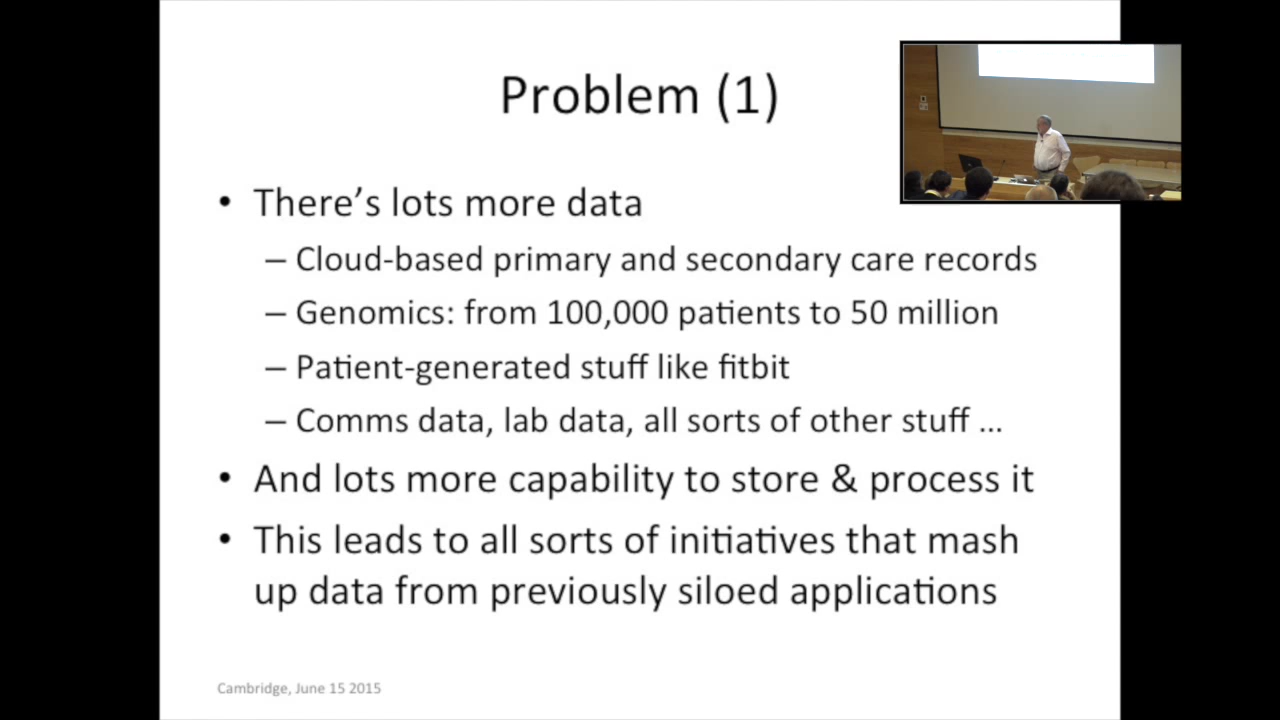 Problem (1)
• There’s lots more data
– Cloud-based primary and secondary care records
– Genomics: from 100,000 patients to 50 million
– Patient-generated stuff like fitbit
– Comms data, lab data, all sorts of other stuff ...
• And lots more capability to store & process it
• This leads to all sorts of initiatives that mash
up data from previously siloed applications
Cambridge, June 15 2015